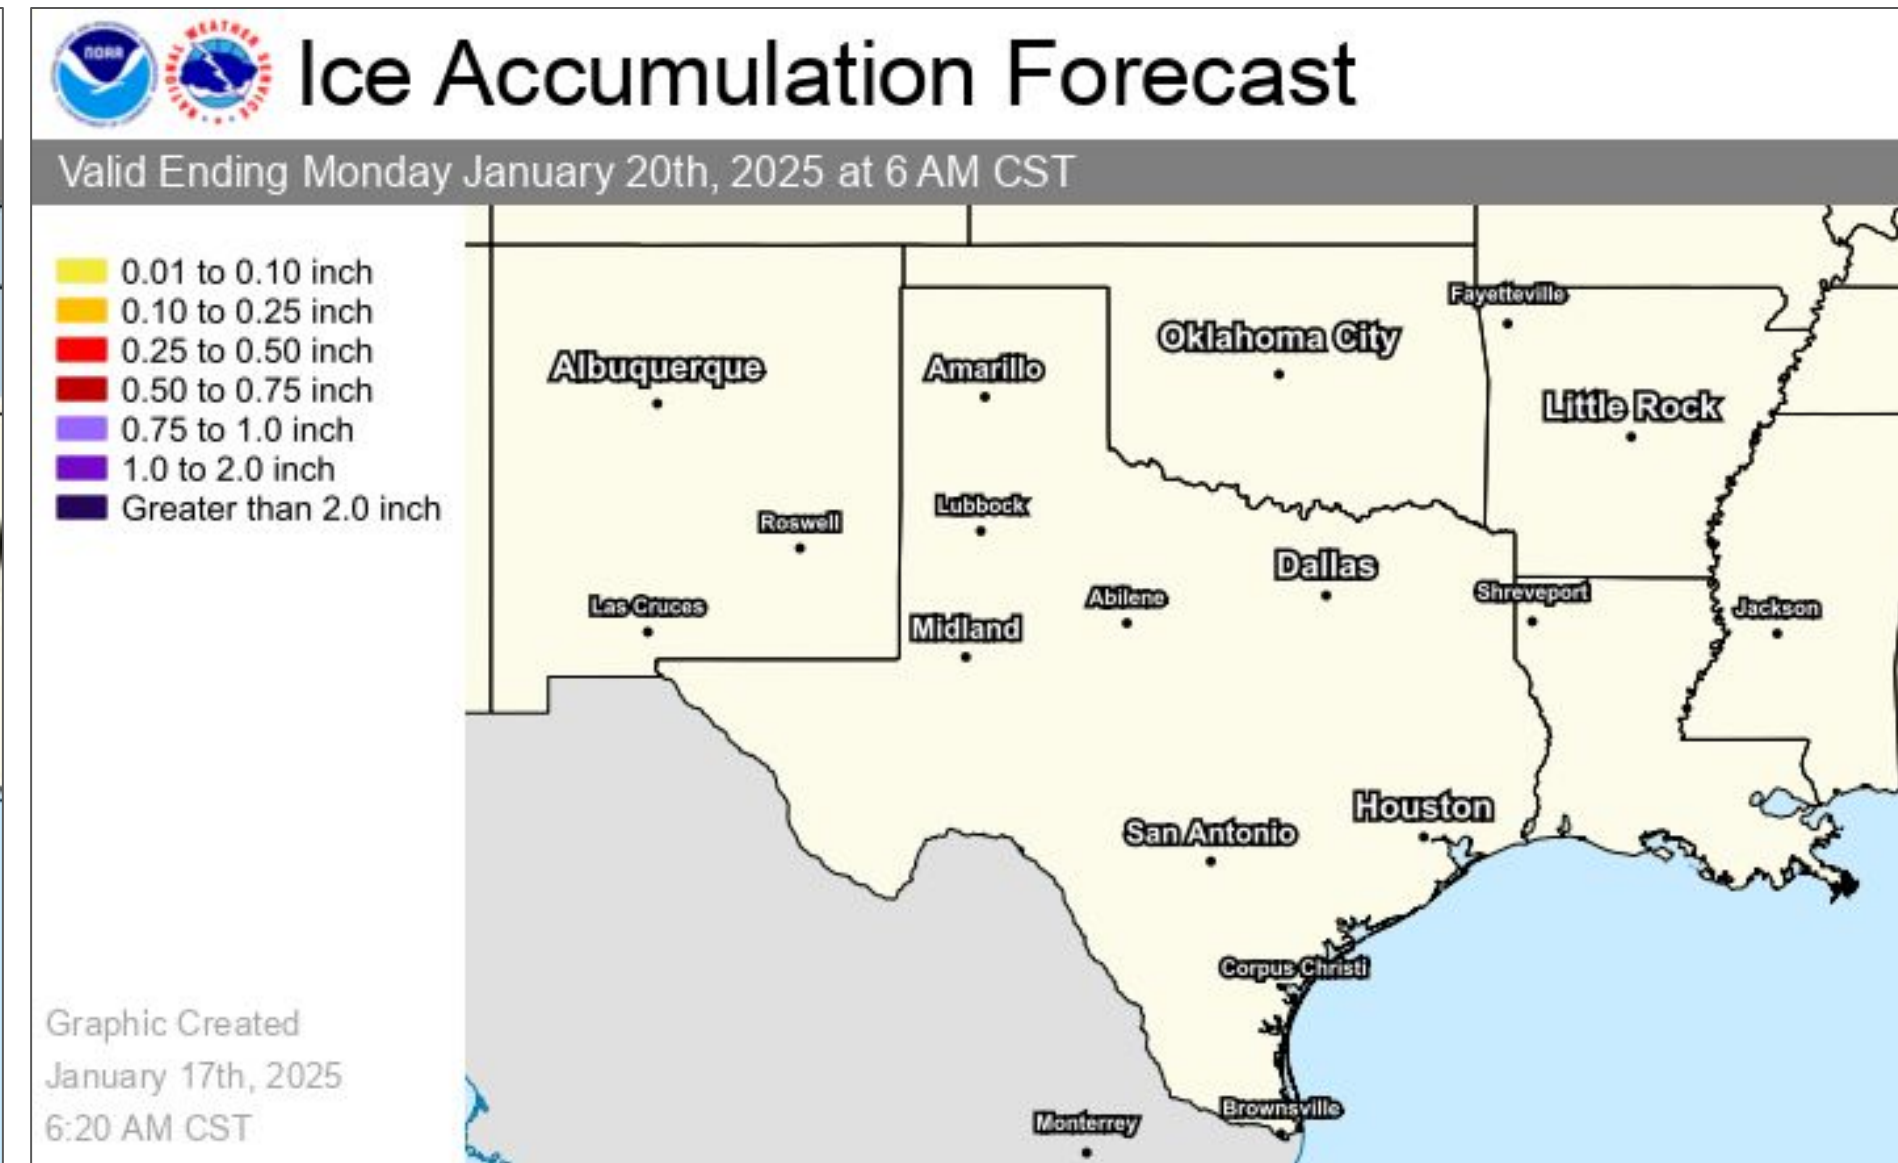 noaa
NATIONAL WEATHER SERVICE
Ice Accumulation Forecast
Valid Ending Monday January 20th, 2025 at 6 AM CST
0.01 to 0.10 inch
0.10 to 0.25 inch
0.25 to 0.50 inch
0.50 to 0.75 inch
0.75 to 1.0 inch
1.0 to 2.0 inch
Greater than 2.0 inch
Fayetteville
Oklahoma City
Albuquerque
Amarillo
Little Rock
Lubbock
Roswell
Dallas
Shreveport
Abilene
Las Cruces
Jackson
Midland
Houston
San Antonio
Corpus Christi
Brownsville
Monterrey
Graphic Created
January 17th, 2025
6:20 AM CST